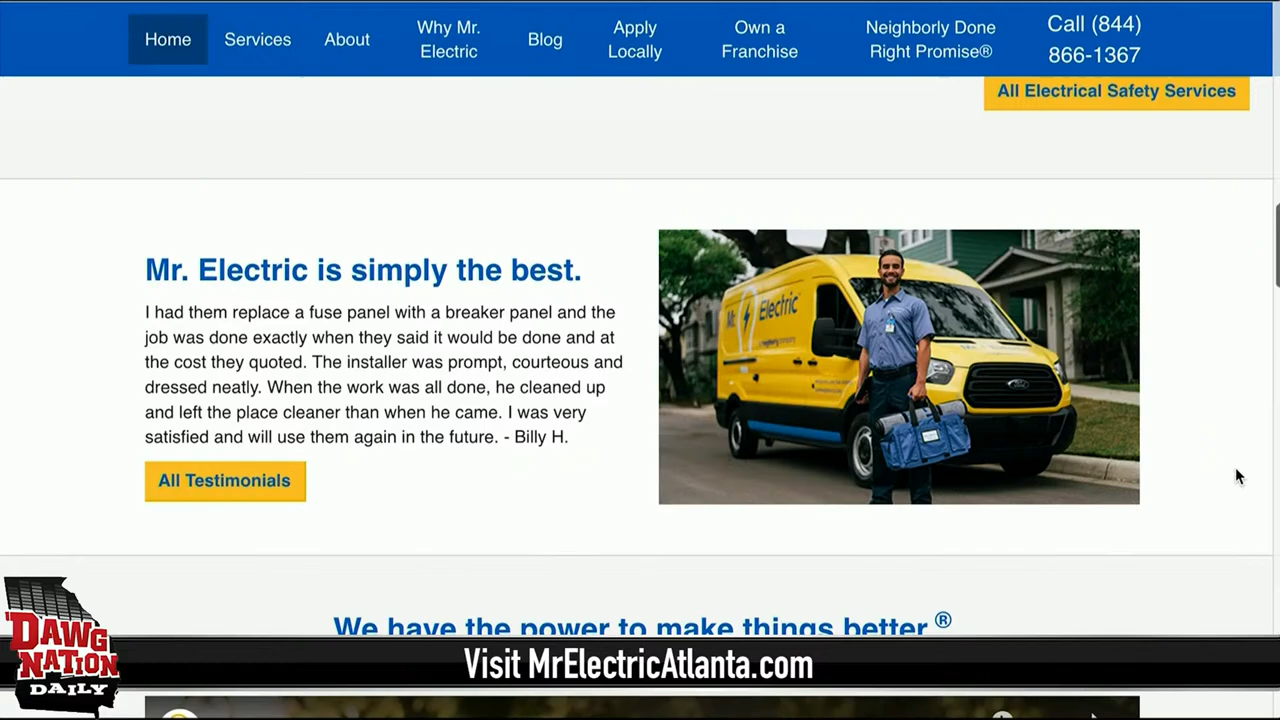 Home
Services
About
Why Mr.
Electric
Blog
Apply
Locally
Own a
Franchise
Neighborly Done
Right Promise®
Call (844)
866-1367
All Electrical Safety Services
Mr. Electric is simply the best.
I had them replace a fuse panel with a breaker panel and the
job was done exactly when they said it would be done and at
the cost they quoted. The installer was prompt, courteous and
dressed neatly. When the work was all done, he cleaned up
and left the place cleaner than when he came. I was very
satisfied and will use them again in the future. - Billy H.
All Testimonials
Mr. Electric
We have the power to make things better®
DAWG
NATION
DAILY
Visit MrElectricAtlanta.com